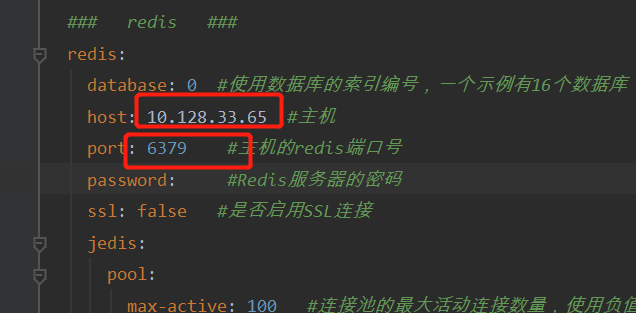 ### redis ###
redis:
database: 0 #使用数据库的索引编号，一个示例有16个数据库
host: 10.128.33.65 #主机
port: 6379 #主机的redis端口号
password: #Redis服务器的密码
ssl: false #是否启用SSL连接
jedis:
pool:
max-active: 100 #连接池的最大活动连接数量，使用负值